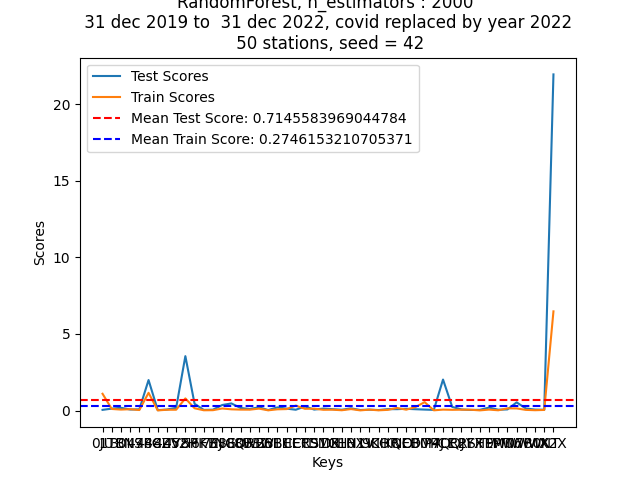 RandomForest, n_estimators : 2000
31 dec 2019 to  31 dec 2022, covid replaced by year 2022
50 stations, seed = 42
Test Scores
Train Scores
Mean Test Score: 0.7145583969044784
Mean Train Score: 0.2746153210705371
20
15
10
5
0
Scores
Keys